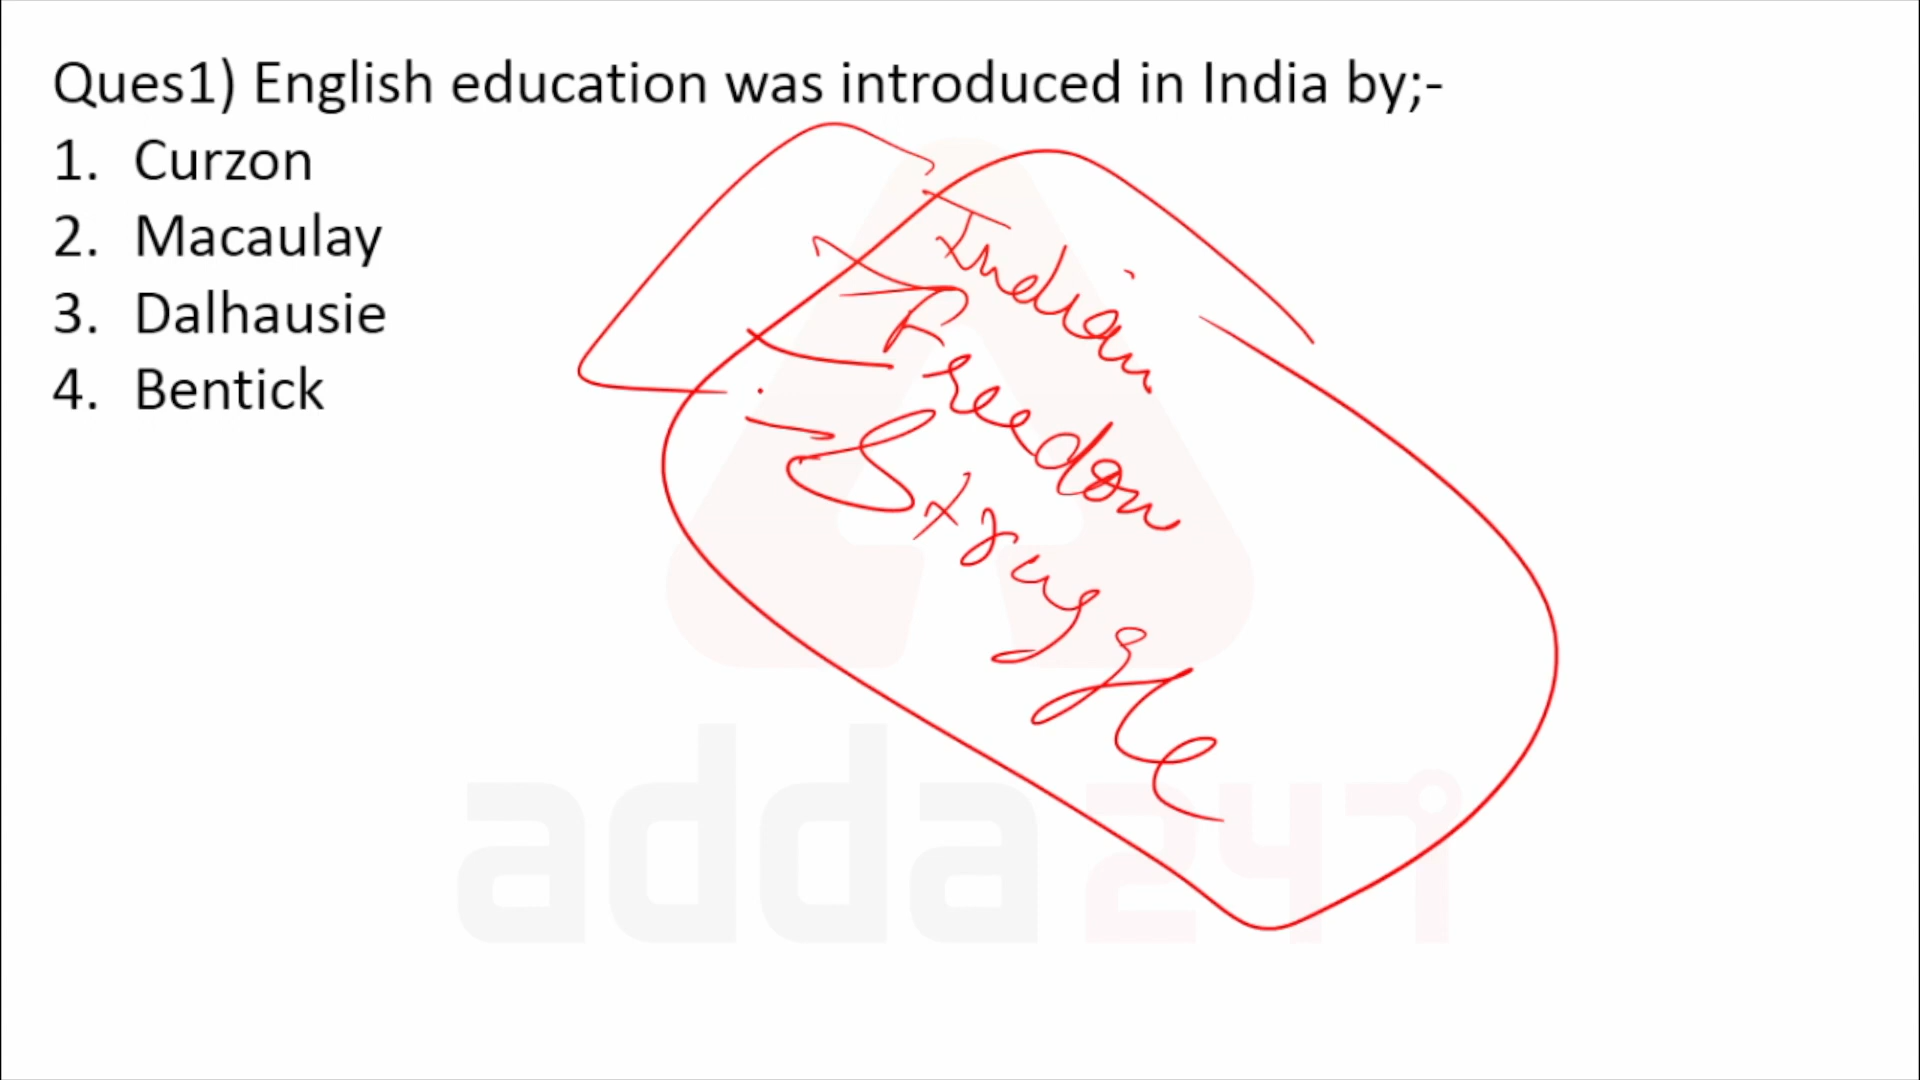 Ques1) English education was introduced in India by;-
1. Curzon
2. Macaulay
3. Dalhausie
4. Bentick
Indian
Freedom
Struggle
adda247